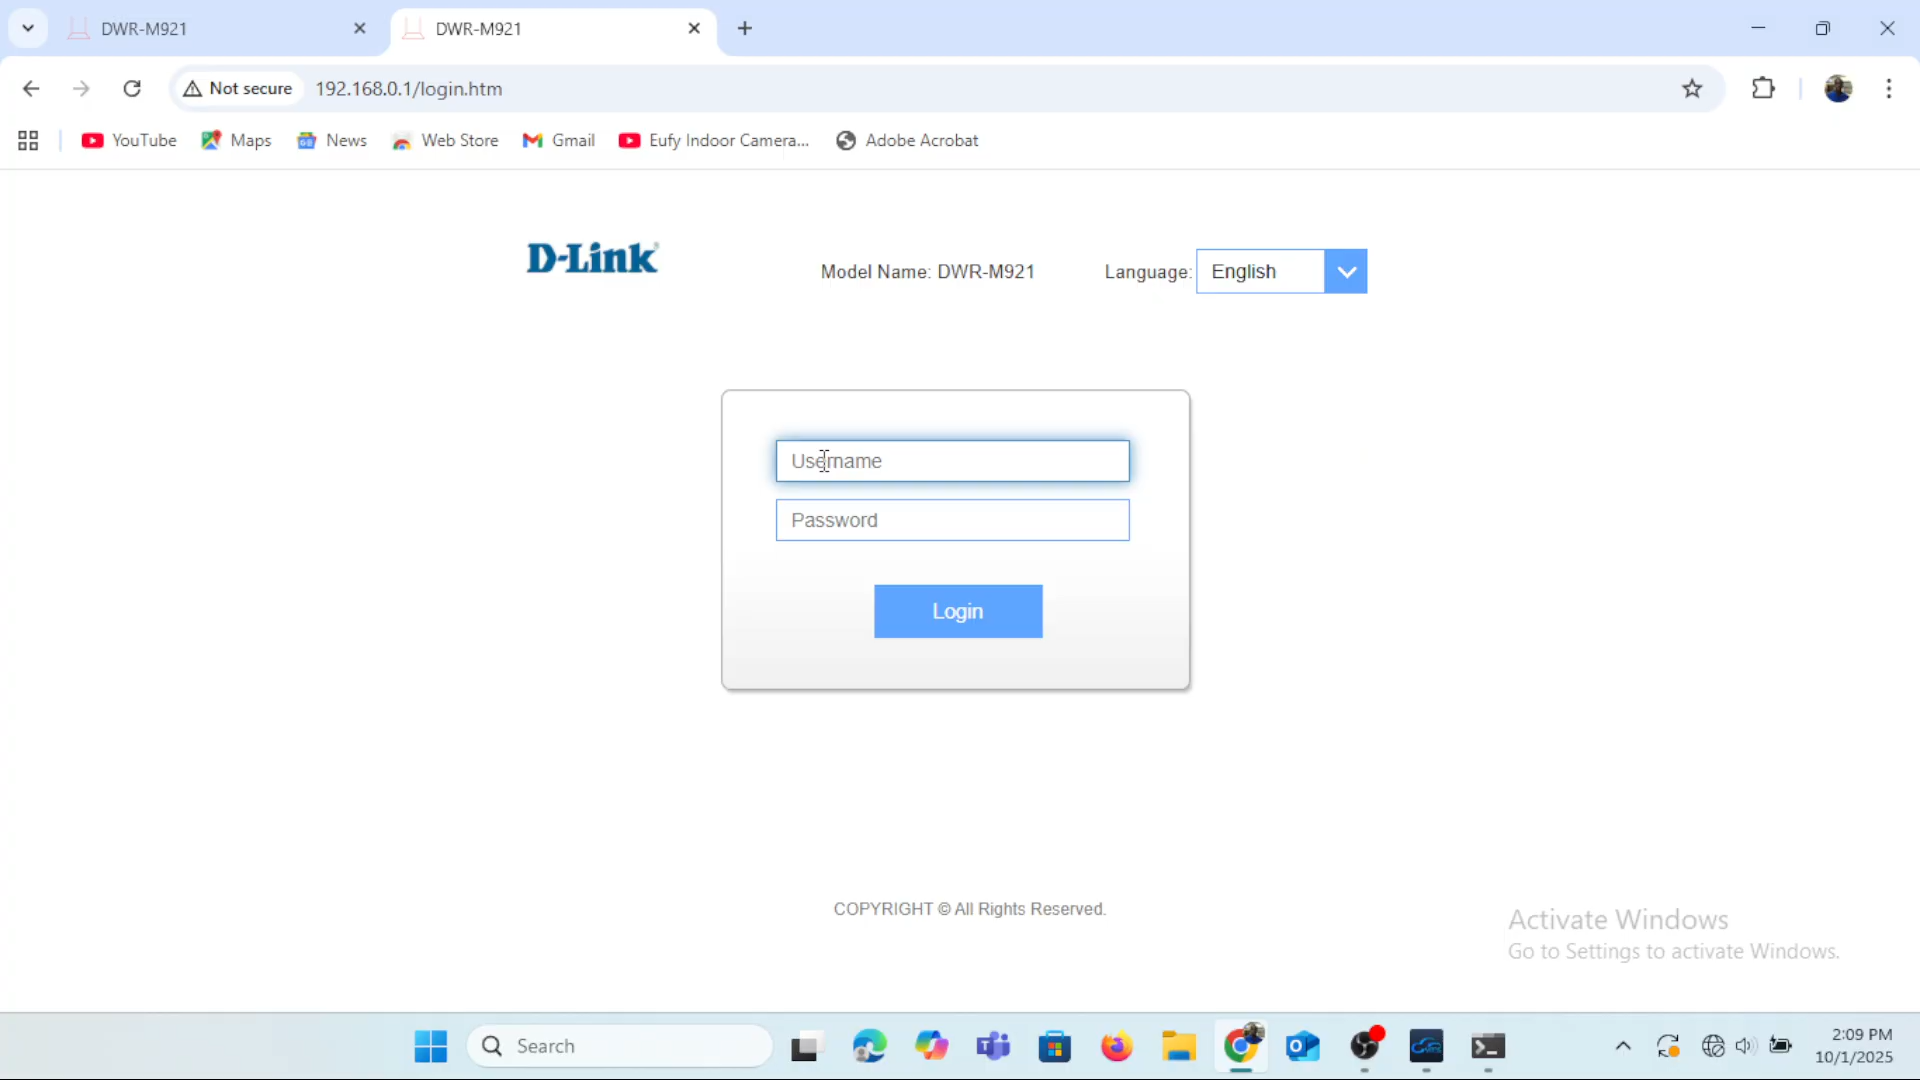 DWR-M921
DWR-M921
Not secure
192.168.0.1/login.htm
YouTube
Maps
News
Web Store
Gmail
Eufy Indoor Camera...
Adobe Acrobat
D-Link
Model Name: DWR-M921
Language:
English
Username
Password
Login
COPYRIGHT © All Rights Reserved.
Activate Windows
Go to Settings to activate Windows.
Search
2:09 PM
10/1/2025